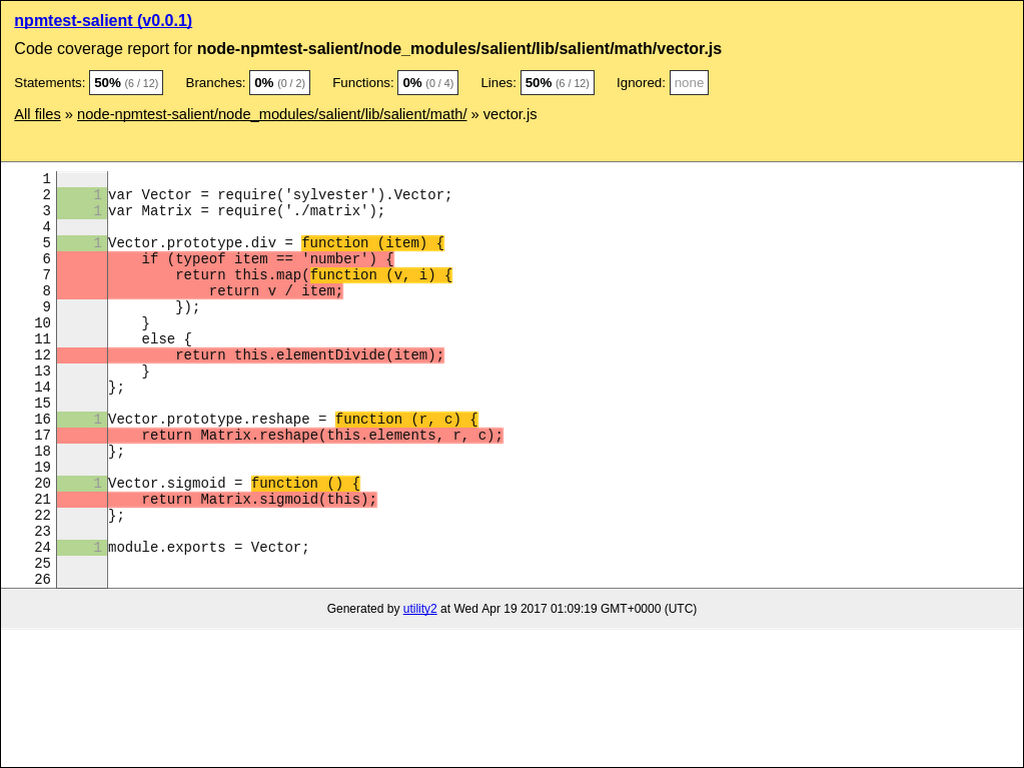 npmtest-salient (v0.0.1)
Code coverage report for node-npmtest-salient/node_modules/salient/lib/salient/math/vector.js
Statements: 50% (6 / 12) Branches: 0% (0 / 2) Functions: 0% (0 / 4) Lines: 50% (6 / 12) Ignored: none
All files » node-npmtest-salient/node_modules/salient/lib/salient/math/ » vector.js
1
2 1 var Vector = require('sylvester').Vector;
3 1 var Matrix = require('./matrix');
4
5 1 Vector.prototype.div = function (item) {
6     if (typeof item == 'number') {
7         return this.map(function (v, i) {
8             return v / item;
9         });
10     }
11     else {
12         return this.elementDivide(item);
13     }
14 };
15
16 1 Vector.prototype.reshape = function (r, c) {
17     return Matrix.reshape(this.elements, r, c);
18 };
19
20 1 Vector.sigmoid = function () {
21     return Matrix.sigmoid(this);
22 };
23
24 1 module.exports = Vector;
25
26
Generated by utility2 at Wed Apr 19 2017 01:09:19 GMT+0000 (UTC)